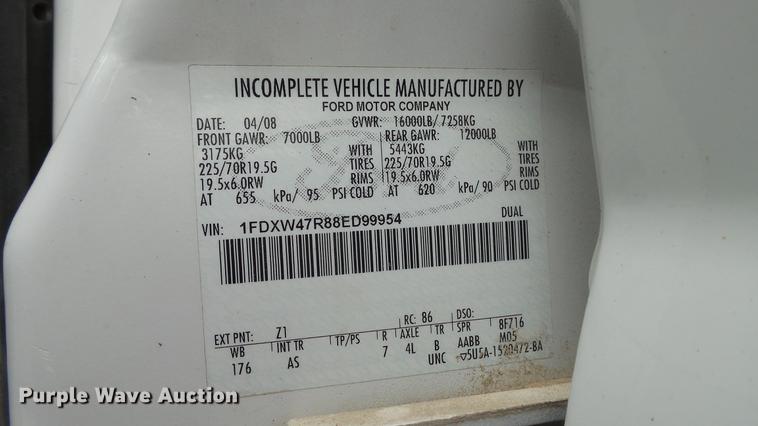 INCOMPLETE VEHICLE MANUFACTURED BY
FORD MOTOR COMPANY
DATE: 04/08 GVWR: 16000LB/ 7258KG
FRONT GAWR: 7000LB REAR GAWR: 12000LB
3175KG WITH 5443KG WITH
225/70R19.5G TIRES 225/70R19.5G TIRES
19.5x6.0RW RIMS 19.5x6.0RW RIMS
AT 655 kPa/ 95 PSI COLD AT 620 kPa/ 90 PSI COLD
VIN: 1FDXW47R88ED99954 DUAL
EXT PNT: Z1 RC: 86 DSO:
WB INT TR TP/PS R AXLE TR SPR 8F716
176 AS 7 4L B AABB M05
UNC ▽5U5A-1520472-BA
Purple Wave Auction